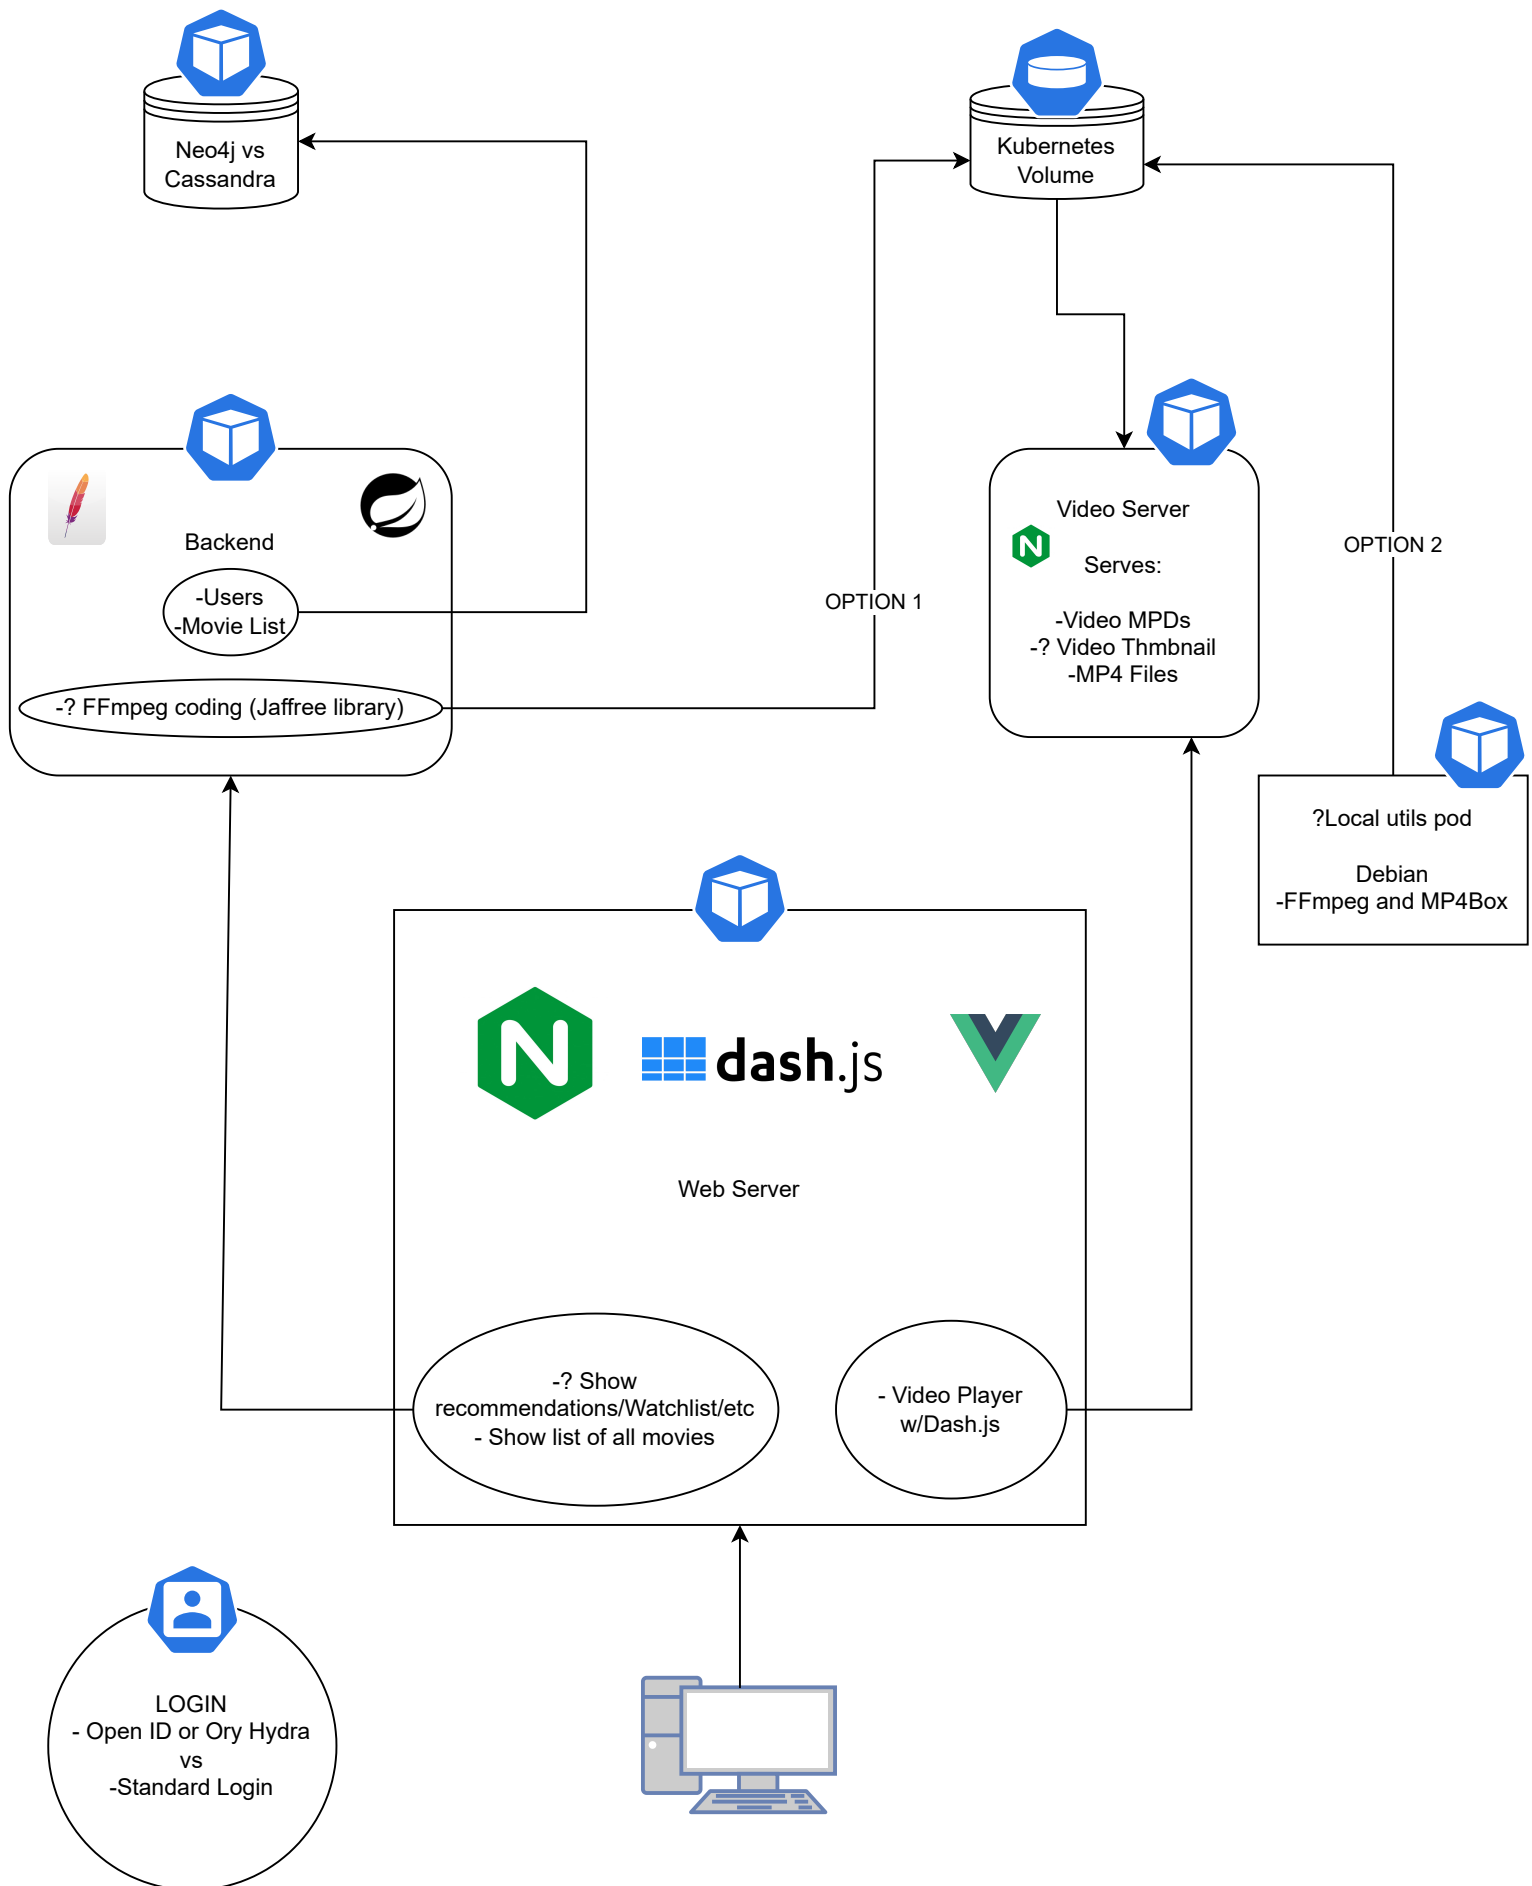 Neo4j vs
Cassandra
Kubernetes
Volume
Backend
-Users
-Movie List
-? FFmpeg coding (Jaffree library)
OPTION 1
Video Server
Serves:
-Video MPDs
-? Video Thmbnail
-MP4 Files
OPTION 2
?Local utils pod
Debian
-FFmpeg and MP4Box
dash.js
Web Server
-? Show
recommendations/Watchlist/etc
- Show list of all movies
- Video Player
w/Dash.js
LOGIN
- Open ID or Ory Hydra
vs
-Standard Login